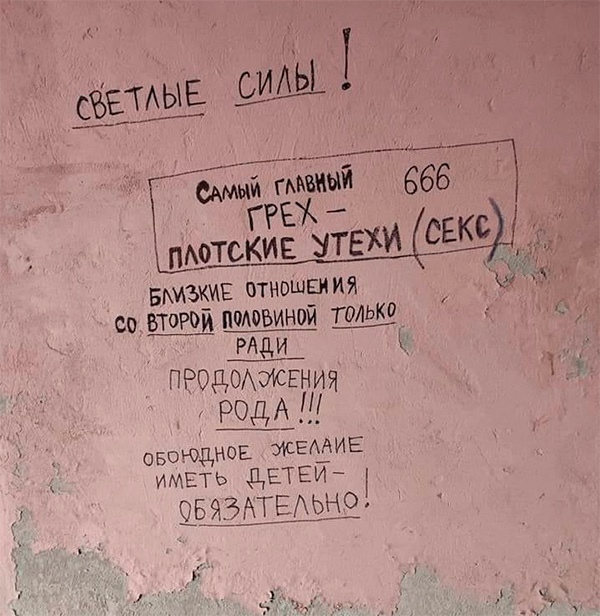 СВЕТЛЫЕ СИЛЫ!
САМЫЙ ГЛАВНЫЙ 666
ГРЕХ –
ПЛОТСКИЕ УТЕХИ (СЕКС)
БЛИЗКИЕ ОТНОШЕНИЯ
СО ВТОРОЙ ПОЛОВИНОЙ ТОЛЬКО
РАДИ
ПРОДОЛЖЕНИЯ
РОДА!!!
ОБОЮДНОЕ ЖЕЛАИЕ
ИМЕТЬ ДЕТЕЙ –
ОБЯЗАТЕЛЬНО!